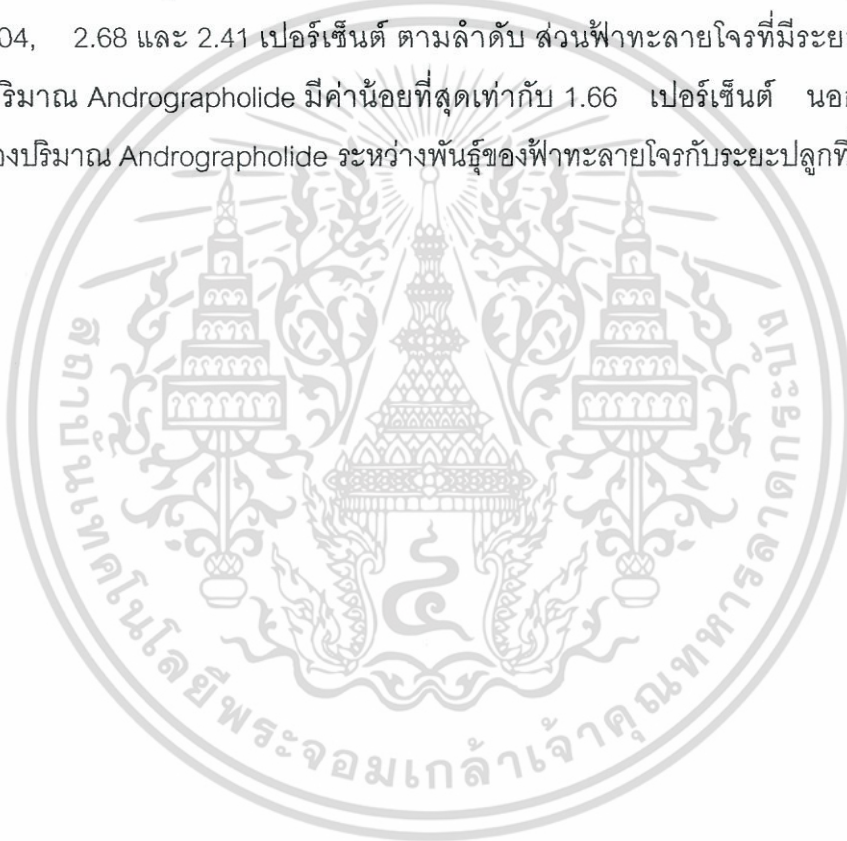 04, 2.68 และ 2.41 เปอร์เซ็นต์ ตามลำดับ ส่วนฟ้าทะลายโจรที่มีระยะ
ริมาณ Andrographolide มีค่าน้อยที่สุดเท่ากับ 1.66 เปอร์เซ็นต์ นอ
องปริมาณ Andrographolide ระหว่างพันธุ์ของฟ้าทะลายโจรกับระยะปลูกที
สถาบันเทคโนโลยีพระจอมเกล้าเจ้าคุณทหารลาดกระบัง